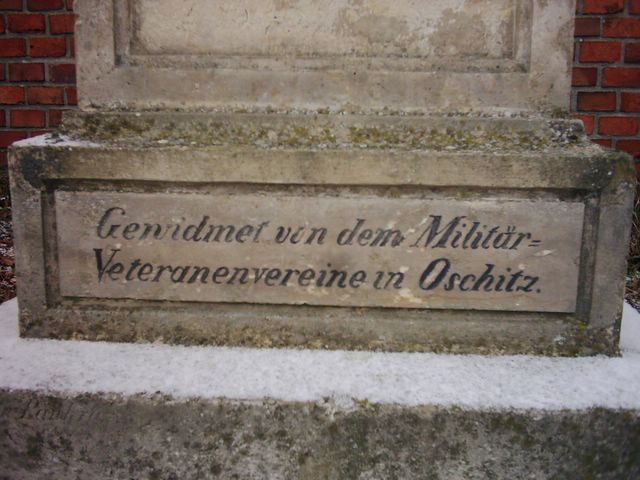 Gewidmet von dem Militär=
Veteranenvereine in Oschitz.